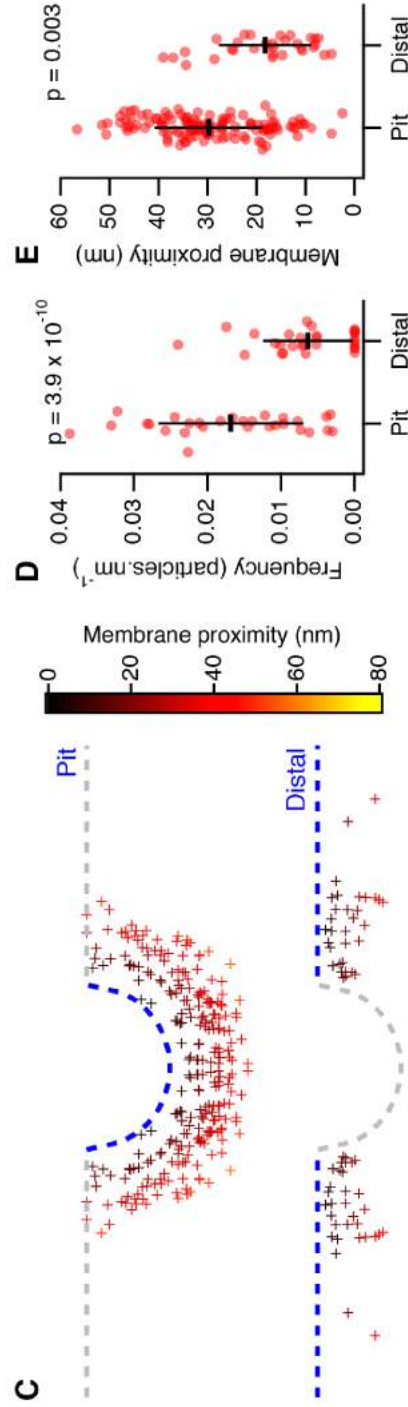 C
Pit
Distal
0
20
40
60
80
Membrane proximity (nm)
D
p = 3.9 x 10⁻¹⁰
0.04
0.03
0.02
0.01
0.00
Frequency (particles.nm⁻¹)
Pit
Distal
E
p = 0.003
60
50
40
30
20
10
0
Membrane proximity (nm)
Pit
Distal